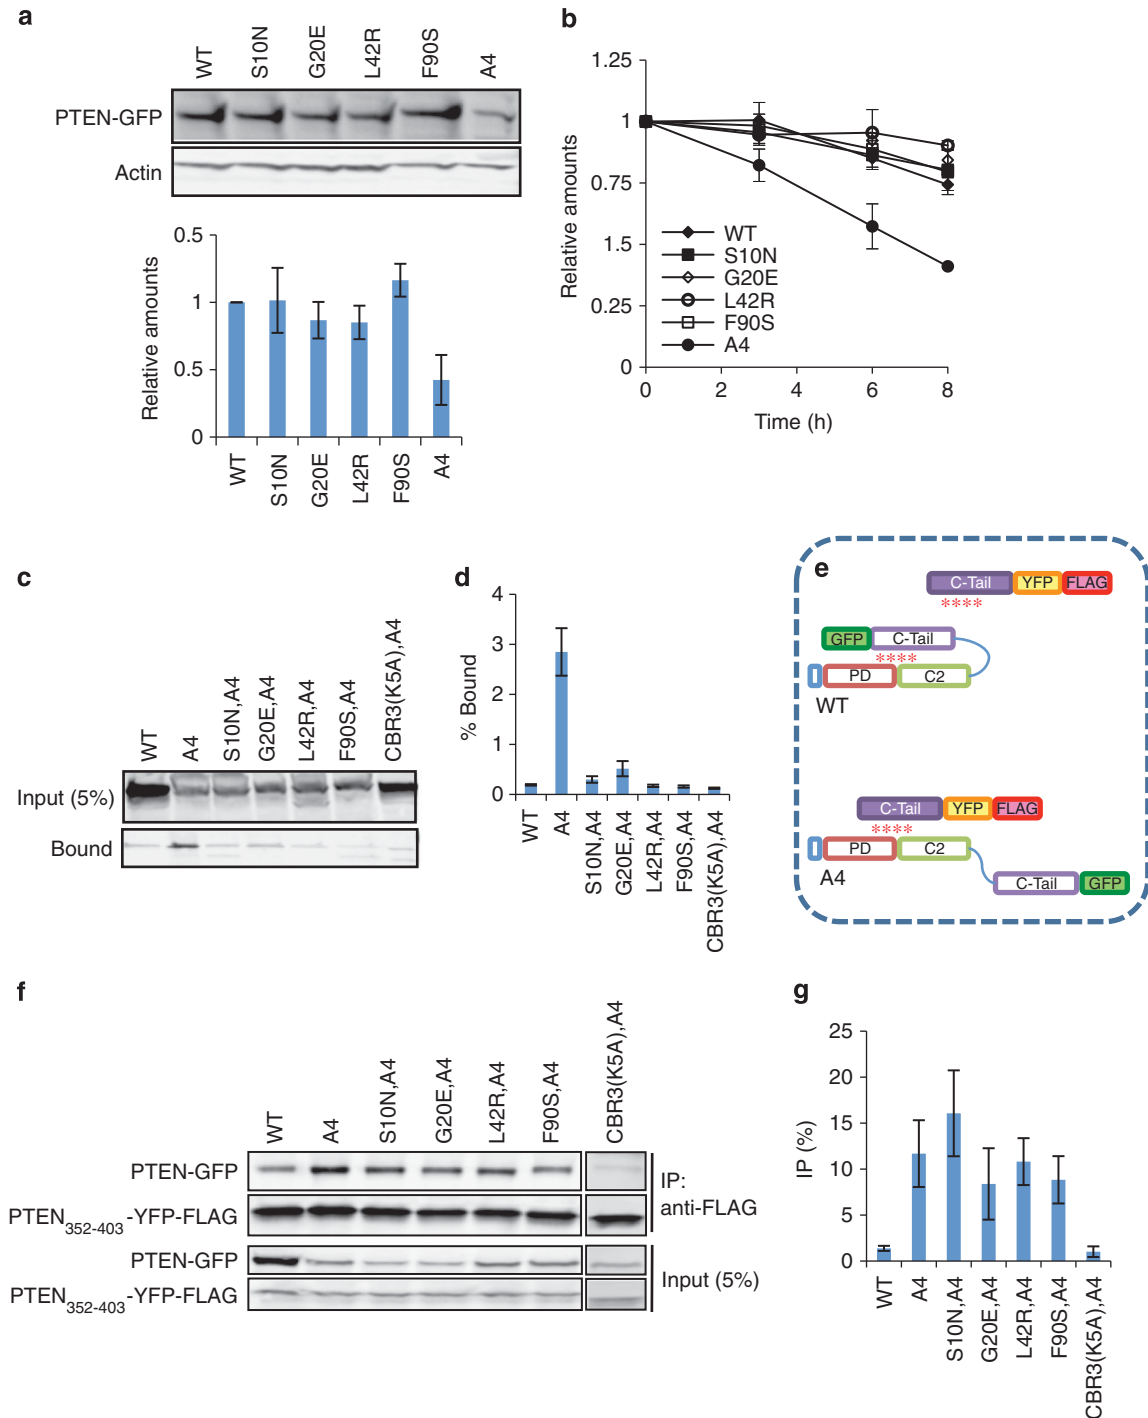 a
WT
S10N
G20E
L42R
F90S
A4
PTEN-GFP
Actin
Relative amounts
0.5
1
0.5
0
WT
S10N
G20E
L42R
F90S
A4
b
Relative amounts
1.25
1
0.75
1.5
0.25
0
WT
S10N
G20E
L42R
F90S
A4
0 2 4 6 8
Time (h)
c
WT
A4
S10N,A4
G20E,A4
L42R,A4
F90S,A4
CBR3(K5A),A4
Input (5%)
Bound
d
% Bound
4
3
2
1
0
WT
A4
S10N,A4
G20E,A4
L42R,A4
F90S,A4
CBR3(K5A),A4
e
C-Tail YFP FLAG
****
GFP C-Tail
****
PD C2
WT
C-Tail YFP FLAG
****
PD C2
A4
C-Tail GFP
f
WT
A4
S10N,A4
G20E,A4
L42R,A4
F90S,A4
CBR3(K5A),A4
PTEN-GFP
PTEN352-403-YFP-FLAG
IP:
anti-FLAG
PTEN-GFP
PTEN352-403-YFP-FLAG
Input (5%)
g
IP (%)
25
20
15
10
5
0
WT
A4
S10N,A4
G20E,A4
L42R,A4
F90S,A4
CBR3(K5A),A4